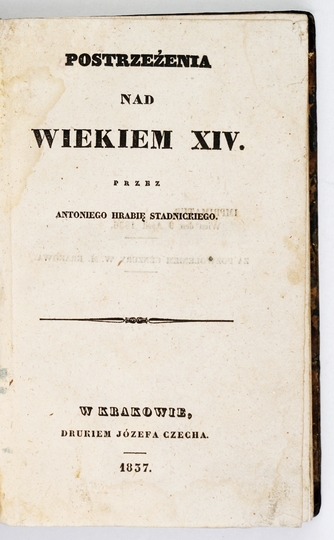 POSTRZEŻENIA
NAD
WIEKIEM XIV.
PRZEZ
ANTONIEGO HRABIĘ STADNICKIEGO.
W KRAKOWIE,
DRUKIEM JÓZEFA CZECHA.
1837.